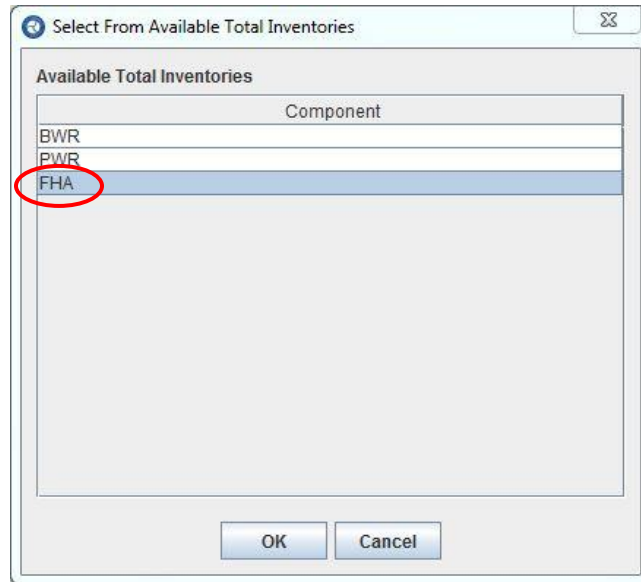 Select From Available Total Inventories
Available Total Inventories
Component
BWR
PWR
FHA
OK Cancel